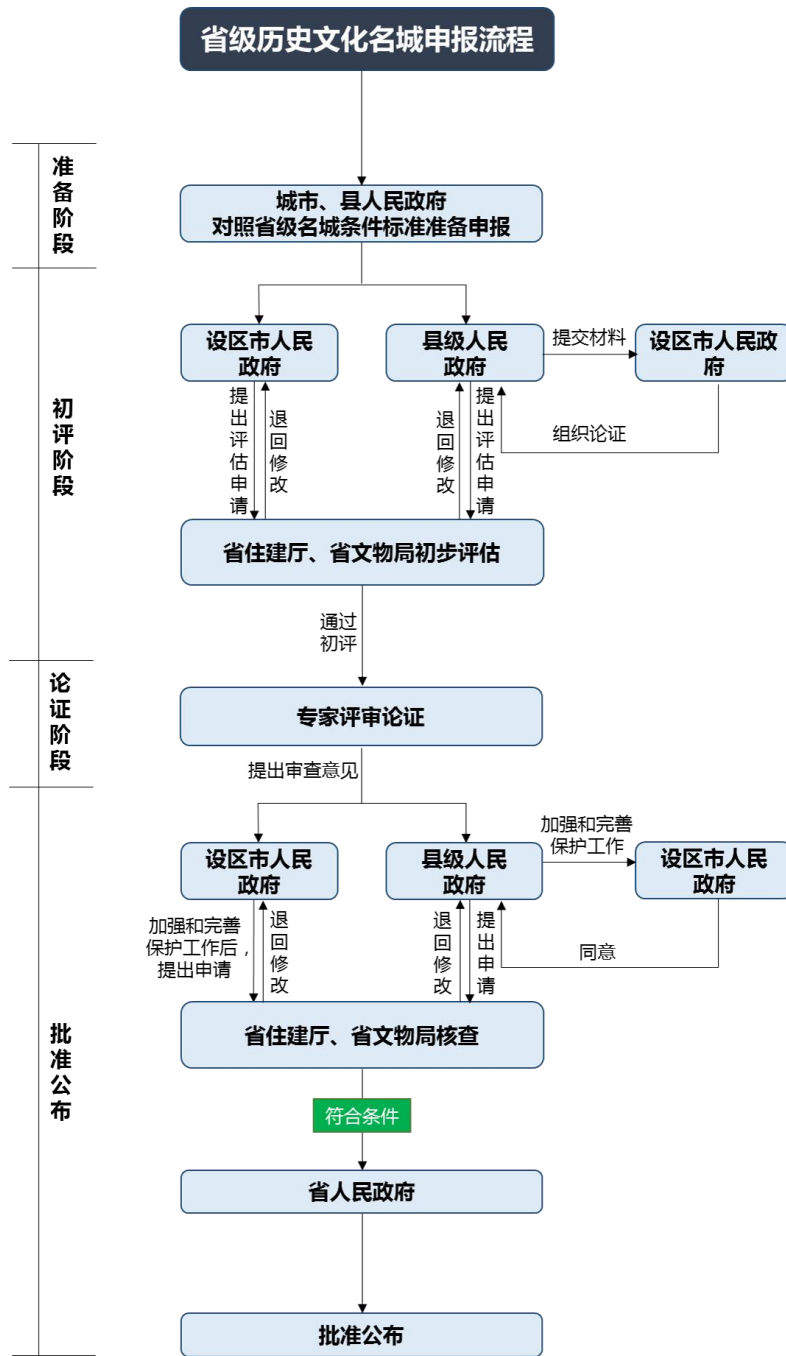 省级历史文化名城申报流程
准备阶段
城市、县人民政府
对照省级名城条件标准准备申报
初评阶段
设区市人民
政府
县级人民
政府
提交材料
设区市人民政
府
提出评估申请
退回修改
退回修改
提出评估申请
组织论证
省住建厅、省文物局初步评估
通过
初评
论证阶段
专家评审论证
提出审查意见
批准公布
设区市人民
政府
县级人民
政府
加强和完善
保护工作
设区市人民
政府
加强和完善
保护工作后，
提出申请
退回修改
退回修改
提出申请
同意
省住建厅、省文物局核查
符合条件
省人民政府
批准公布